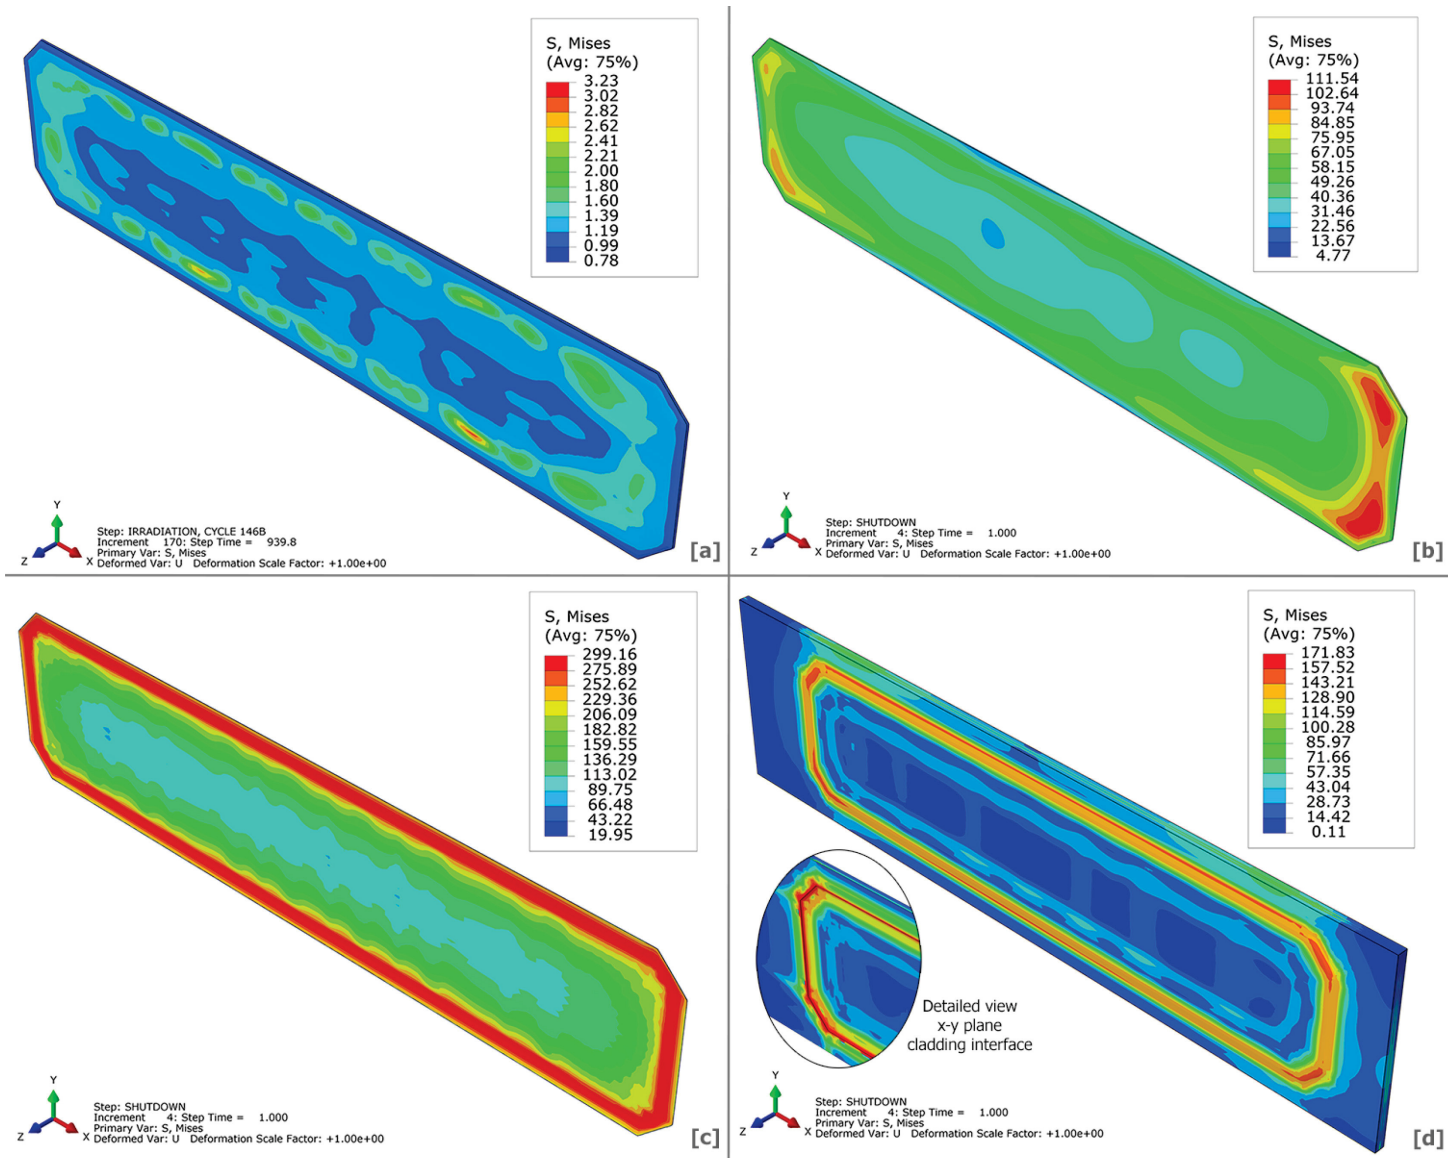 S, Mises
(Avg: 75%)
3.23
3.02
2.82
2.62
2.41
2.21
2.00
1.80
1.60
1.39
1.19
0.99
0.78
Y
Z
X
Step: IRRADIATION, CYCLE 146B
Increment 170: Step Time = 939.8
Primary Var: S, Mises
Deformed Var: U Deformation Scale Factor: +1.00e+00
[a]
S, Mises
(Avg: 75%)
111.54
102.64
93.74
84.85
75.95
67.05
58.15
49.26
40.36
31.46
22.56
13.67
4.77
Y
Z
X
Step: SHUTDOWN
Increment 4: Step Time = 1.000
Primary Var: S, Mises
Deformed Var: U Deformation Scale Factor: +1.00e+00
[b]
S, Mises
(Avg: 75%)
299.16
275.89
252.62
229.36
206.09
182.82
159.55
136.29
113.02
89.75
66.48
43.22
19.95
Y
Z
X
Step: SHUTDOWN
Increment 4: Step Time = 1.000
Primary Var: S, Mises
Deformed Var: U Deformation Scale Factor: +1.00e+00
[c]
S, Mises
(Avg: 75%)
171.83
157.52
143.21
128.90
114.59
100.28
85.97
71.66
57.35
43.04
28.73
14.42
0.11
Detailed view
x-y plane
cladding interface
Y
Z
X
Step: SHUTDOWN
Increment 4: Step Time = 1.000
Primary Var: S, Mises
Deformed Var: U Deformation Scale Factor: +1.00e+00
[d]